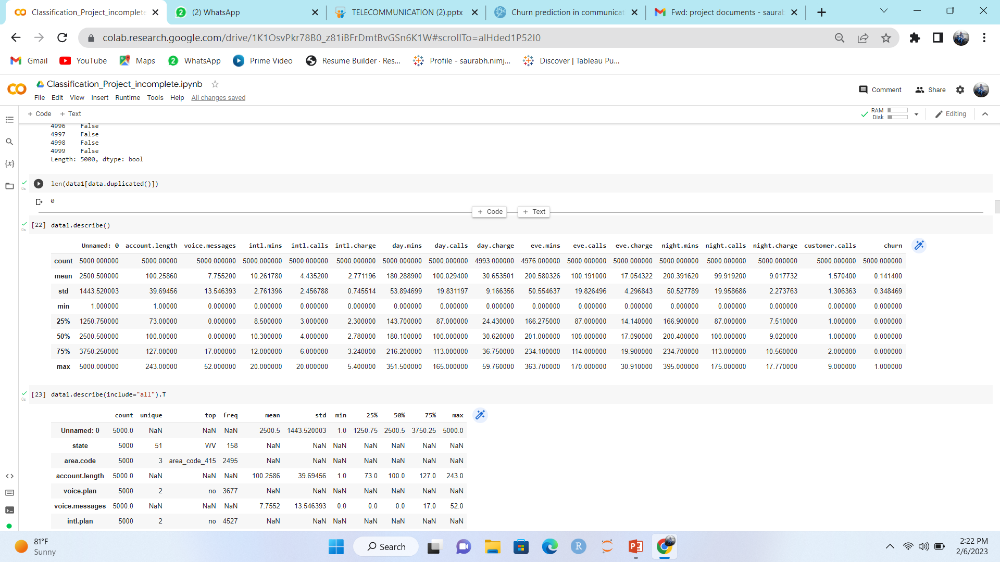 Classification_Project_incomplete
(2) WhatsApp
TELECOMMUNICATION (2).pptx
Churn prediction in communicat
Fwd: project documents - saurab
colab.research.google.com/drive/1K1OsvPkr78B0_z81iBFrDmtBvGSn6K1W#scrollTo=alHded1P52I0
Gmail YouTube Maps WhatsApp Prime Video Resume Builder · Res... Profile - saurabh.nimj... Discover | Tableau Pu...
Classification_Project_incomplete.ipynb
Comment Share
File Edit View Insert Runtime Tools Help All changes saved
+ Code + Text
RAM
Disk
Editing
4996 False
4997 False
4998 False
4999 False
Length: 5000, dtype: bool
{x}
0s
len(data1[data.duplicated()])
0
+ Code + Text
0s
[22] data1.describe()
Unnamed: 0 account.length voice.messages intl.mins intl.calls intl.charge day.mins day.calls day.charge eve.mins eve.calls eve.charge night.mins night.calls night.charge customer.calls churn
count 5000.000000 5000.00000 5000.000000 5000.000000 5000.000000 5000.000000 5000.000000 5000.000000 4993.000000 4976.000000 5000.000000 5000.000000 5000.000000 5000.000000 5000.000000 5000.000000 5000.000000
mean 2500.500000 100.25860 7.755200 10.261780 4.435200 2.771196 180.288900 100.029400 30.653501 200.580326 100.191000 17.054322 200.391620 99.919200 9.017732 1.570400 0.141400
std 1443.520003 39.69456 13.546393 2.761396 2.456788 0.745514 53.894699 19.831197 9.166356 50.554637 19.826496 4.296843 50.527789 19.958686 2.273763 1.306363 0.348469
min 1.000000 1.00000 0.000000 0.000000 0.000000 0.000000 0.000000 0.000000 0.000000 0.000000 0.000000 0.000000 0.000000 0.000000 0.000000 0.000000 0.000000
25% 1250.750000 73.00000 0.000000 8.500000 3.000000 2.300000 143.700000 87.000000 24.430000 166.275000 87.000000 14.140000 166.900000 87.000000 7.510000 1.000000 0.000000
50% 2500.500000 100.00000 0.000000 10.300000 4.000000 2.780000 180.100000 100.000000 30.620000 201.000000 100.000000 17.090000 200.400000 100.000000 9.020000 1.000000 0.000000
75% 3750.250000 127.00000 17.000000 12.000000 6.000000 3.240000 216.200000 113.000000 36.750000 234.100000 114.000000 19.900000 234.700000 113.000000 10.560000 2.000000 0.000000
max 5000.000000 243.00000 52.000000 20.000000 20.000000 5.400000 351.500000 165.000000 59.760000 363.700000 170.000000 30.910000 395.000000 175.000000 17.770000 9.000000 1.000000
0s
[23] data1.describe(include="all").T
count unique top freq mean std min 25% 50% 75% max
Unnamed: 0 5000.0 NaN NaN NaN 2500.5 1443.520003 1.0 1250.75 2500.5 3750.25 5000.0
state 5000 51 WV 158 NaN NaN NaN NaN NaN NaN NaN
area.code 5000 3 area_code_415 2495 NaN NaN NaN NaN NaN NaN NaN
account.length 5000.0 NaN NaN NaN 100.2586 39.69456 1.0 73.0 100.0 127.0 243.0
voice.plan 5000 2 no 3677 NaN NaN NaN NaN NaN NaN NaN
voice.messages 5000.0 NaN NaN NaN 7.7552 13.546393 0.0 0.0 0.0 17.0 52.0
intl.plan 5000 2 no 4527 NaN NaN NaN NaN NaN NaN NaN
81°F
Sunny
Search
2:22 PM
2/6/2023